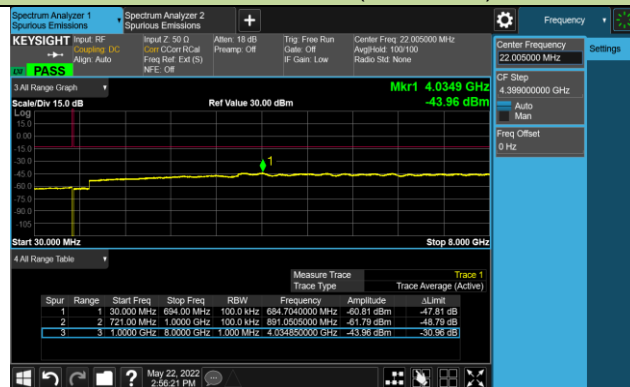 Spectrum Analyzer 1
Spurious Emissions
Spectrum Analyzer 2
Spurious Emissions
+
Frequency
KEYSIGHT
Input: RF
Coupling: DC
Align: Auto
Input Z: 50 Ω
Corr CCorr RCal
Freq Ref: Ext (S)
NFE: Off
Atten: 18 dB
Preamp: Off
Trig: Free Run
Gate: Off
IF Gain: Low
Center Freq: 22.005000 MHz
Avg|Hold: 100/100
Radio Std: None
PASS
Center Frequency
22.005000 MHz
Settings
CF Step
4.399000000 GHz
Auto
Man
Freq Offset
0 Hz
3 All Range Graph
Mkr1 4.0349 GHz
Scale/Div 15.0 dB
Ref Value 30.00 dBm
-43.96 dBm
Log
15.0
0.00
-15.0
-30.0
-45.0
-60.0
-75.0
-90.0
-105
1
Start 30.000 MHz
Stop 8.000 GHz
4 All Range Table
Measure Trace Trace 1
Trace Type Trace Average (Active)
Spur Range Start Freq Stop Freq RBW Frequency Amplitude ΔLimit
1 1 30.000 MHz 694.00 MHz 100.0 kHz 684.7040000 MHz -60.81 dBm -47.81 dB
2 2 721.00 MHz 1.0000 GHz 100.0 kHz 891.0505000 MHz -61.79 dBm -48.79 dB
3 3 1.0000 GHz 8.0000 GHz 1.000 MHz 4.034850000 GHz -43.96 dBm -30.96 dB
?
May 22, 2022
2:56:21 PM